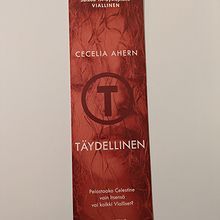 VIALLINEN
CECELIA AHERN
T
TÄYDELLINEN
Pelastaako Celestine
vain itsensä
vai kaikki Vialliset?